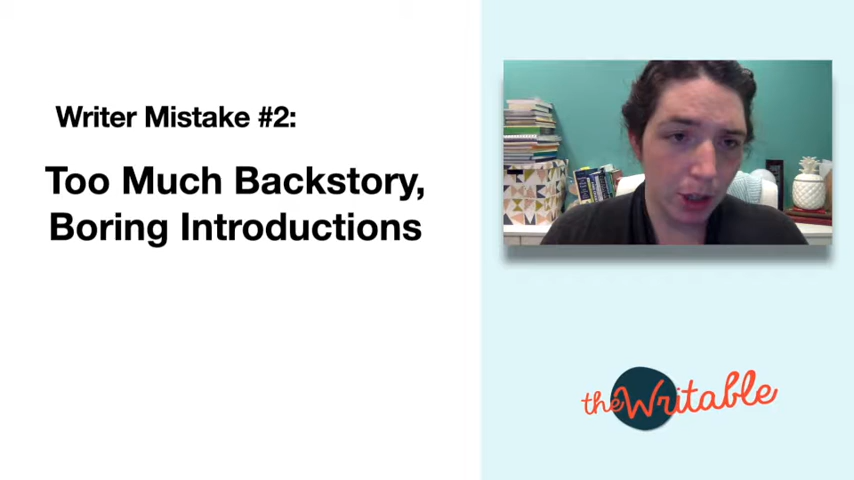 Writer Mistake #2:
Too Much Backstory,
Boring Introductions
theWritable